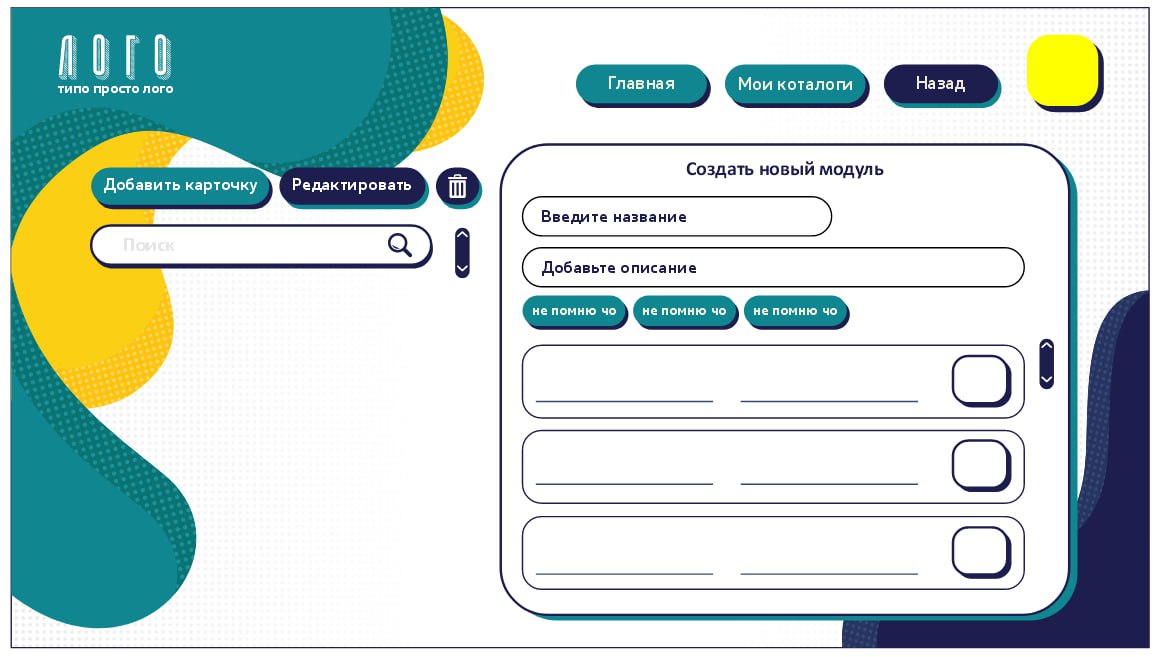 ЛОГО
типо просто лого
Главная
Мои коталоги
Назад
Добавить карточку
Редактировать
Поиск
Создать новый модуль
Введите название
Добавьте описание
не помню чо
не помню чо
не помню чо